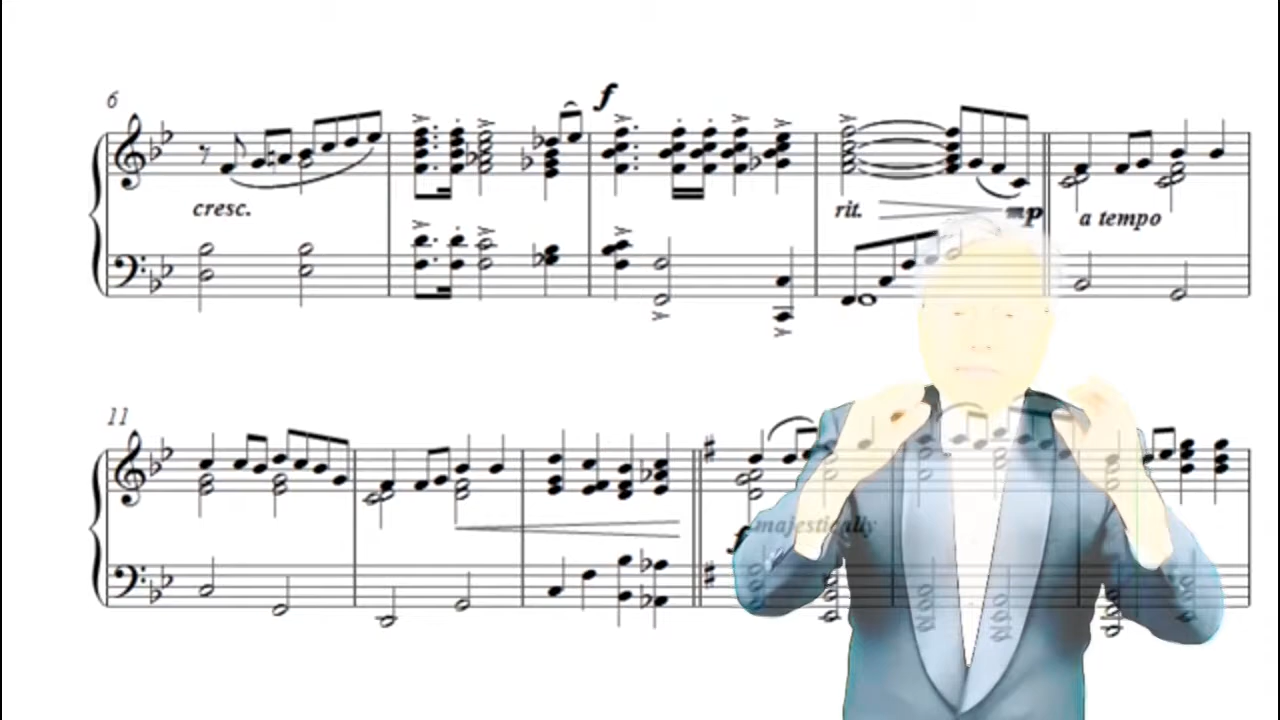 6
f
cresc.
rit.
mp
a tempo
11
majestically
f